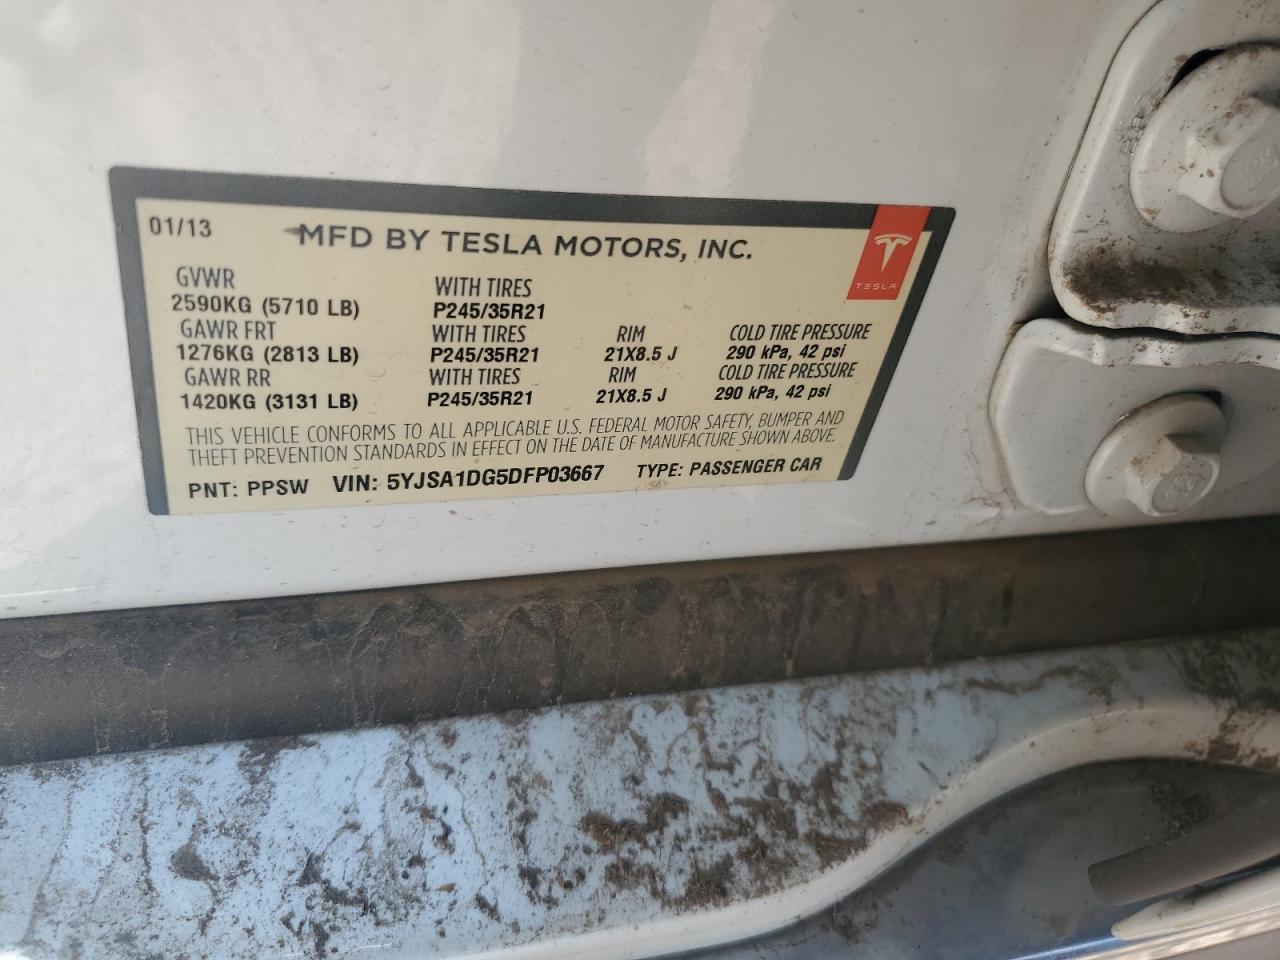 01/13 MFD BY TESLA MOTORS, INC.
TESLA
GVWR WITH TIRES
2590KG (5710 LB) P245/35R21
GAWR FRT WITH TIRES RIM COLD TIRE PRESSURE
1276KG (2813 LB) P245/35R21 21X8.5 J 290 kPa, 42 psi
GAWR RR WITH TIRES RIM COLD TIRE PRESSURE
1420KG (3131 LB) P245/35R21 21X8.5 J 290 kPa, 42 psi
THIS VEHICLE CONFORMS TO ALL APPLICABLE U.S. FEDERAL MOTOR SAFETY, BUMPER AND
THEFT PREVENTION STANDARDS IN EFFECT ON THE DATE OF MANUFACTURE SHOWN ABOVE.
PNT: PPSW VIN: 5YJSA1DG5DFP03667 TYPE: PASSENGER CAR